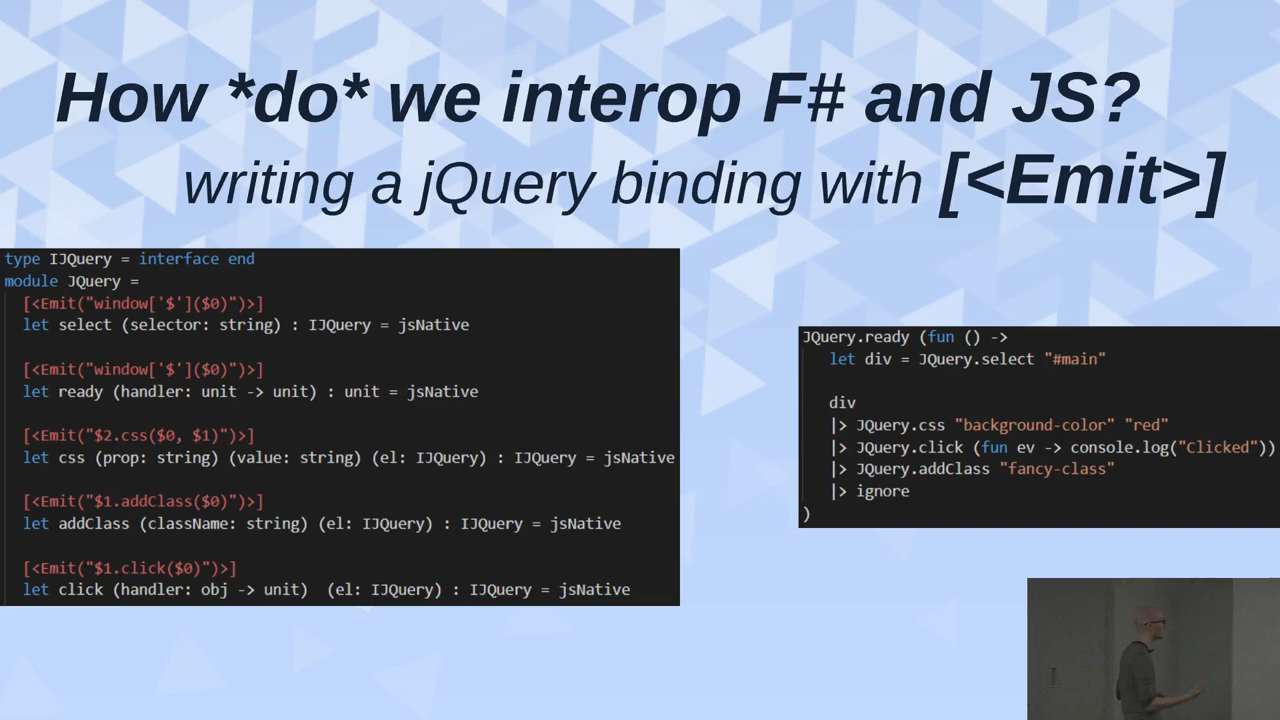 How *do* we interop F# and JS?
writing a jQuery binding with [<Emit>]
type IJQuery = interface end
module JQuery =
[<Emit("window['$']($0)")>]
let select (selector: string) : IJQuery = jsNative
[<Emit("window['$']($0)")>]
let ready (handler: unit -> unit) : unit = jsNative
[<Emit("$2.css($0, $1)")>]
let css (prop: string) (value: string) (el: IJQuery) : IJQuery = jsNative
[<Emit("$1.addClass($0)")>]
let addClass (className: string) (el: IJQuery) : IJQuery = jsNative
[<Emit("$1.click($0)")>]
let click (handler: obj -> unit)  (el: IJQuery) : IJQuery = jsNative
JQuery.ready (fun () ->
let div = JQuery.select "#main"
div
|> JQuery.css "background-color" "red"
|> JQuery.click (fun ev -> console.log("Clicked"))
|> JQuery.addClass "fancy-class"
|> ignore
)